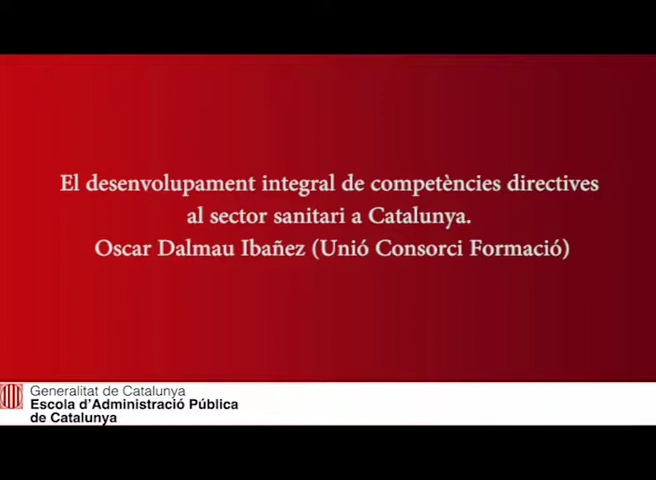 El desenvolupament integral de competències directives
al sector sanitari a Catalunya.
Oscar Dalmau Ibañez (Unió Consorci Formació)
Generalitat de Catalunya
Escola d'Administració Pública
de Catalunya